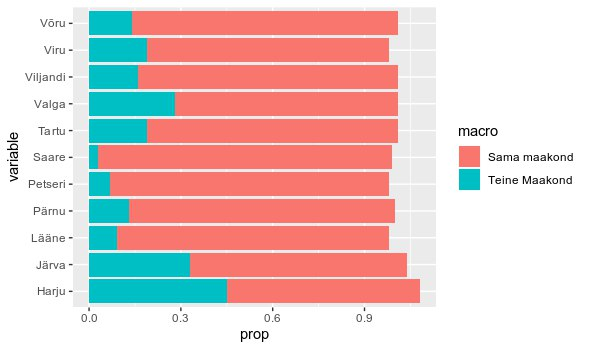 Võru
Viru
Viljandi
Valga
Tartu
Saare
Petseri
Pärnu
Lääne
Järva
Harju
variable
0.0 0.3 0.6 0.9
prop
macro
Sama maakond
Teine Maakond